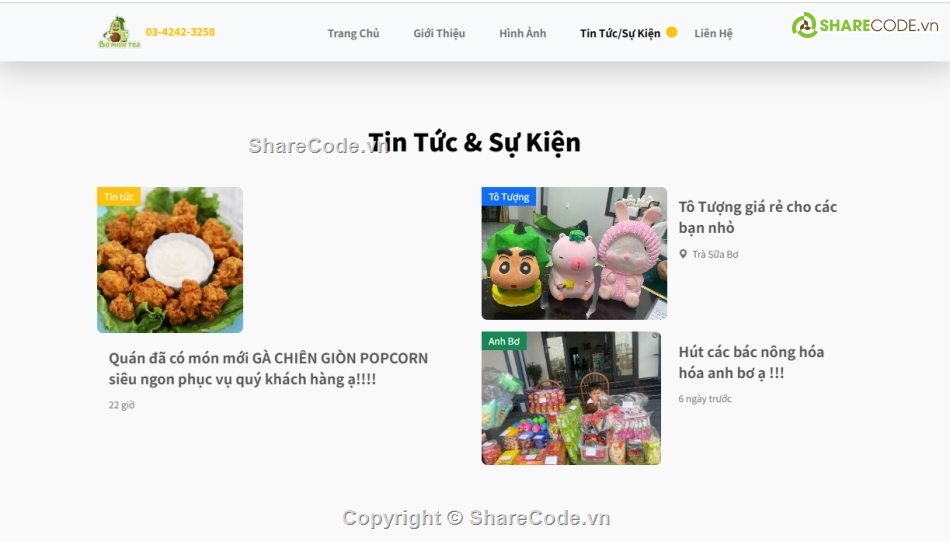 BƠ MILK TEA
03-4242-3258
Trang Chủ
Giới Thiệu
Hình Ảnh
Tin Tức/Sự Kiện
Liên Hệ
SHARECODE.vn
ShareCode.vn
Tin Tức & Sự Kiện
Tin tức
Quán đã có món mới GÀ CHIÊN GIÒN POPCORN
siêu ngon phục vụ quý khách hàng ạ!!!!
22 giờ
Tô Tượng
Tô Tượng giá rẻ cho các
bạn nhỏ
Trà Sữa Bơ
Anh Bơ
Hút các bác nông hóa
hóa anh bơ ạ !!!
6 ngày trước
Copyright © ShareCode.vn